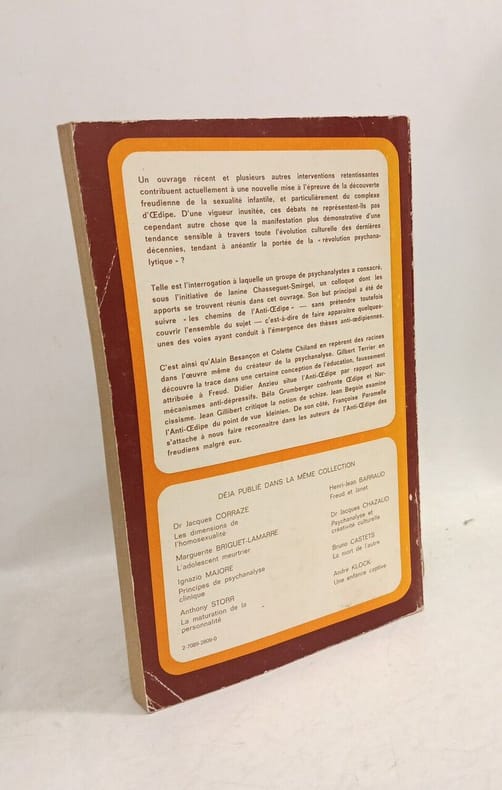 Un ouvrage récent et plusieurs autres interventions retentissantes
contribuent actuellement à une nouvelle mise à l'épreuve de la découverte
freudienne de la sexualité infantile, et particulièrement du complexe
d'Œdipe. D'une vigueur inusitée, ces débats ne représentent-ils pas
cependant autre chose que la manifestation plus démonstrative d'une
tendance sensible à travers toute l'évolution culturelle des dernières
décennies, tendant à anéantir la portée de la « révolution psychana-
lytique » ?
Telle est l'interrogation à laquelle un groupe de psychanalystes a consacré,
sous l'initiative de Janine Chasseguet-Smirgel, un colloque dont les
apports se trouvent réunis dans cet ouvrage. Son but principal a été de
suivre « les chemins de l'Anti-Œdipe » — sans prétendre toutefois
couvrir l'ensemble du sujet — c'est-à-dire de faire apparaître quelques-
unes des voies ayant conduit à l'émergence des thèses anti-œdipiennes.
C'est ainsi qu'Alain Besançon et Colette Chiland en repèrent des racines
dans l'œuvre même du créateur de la psychanalyse. Gilbert Terrier en
découvre la trace dans une certaine conception de l'éducation, faussement
attribuée à Freud. Didier Anzieu situe l'Anti-Œdipe par rapport aux
mécanismes anti-dépressifs. Béla Grunberger confronte Œdipe et Nar-
cissisme. Jean Gillibert critique la notion de schize. Jean Begoin examine
l'Anti-Œdipe du point de vue kleinien. De son côté, Françoise Paramelle
s'attache à nous faire reconnaître dans les auteurs de l'Anti-Œdipe des
freudiens malgré eux.
DÉJA PUBLIÉ DANS LA MÊME COLLECTION
Dr Jacques CORRAZE
Les dimensions de
l'homosexualité
Marguerite BRIGUET-LAMARRE
L'adolescent meurtrier
Ignazio MAJORE
Principes de psychanalyse
clinique
Anthony STORR
La maturation de la
personnalité
2-7089-2809-0
Henri-Jean BARRAUD
Freud et Janet
Dr Jacques CHAZAUD
Psychanalyse et
créativité culturelle
Bruno CASTETS
La mort de l'autre
André KLOCK
Une enfance captive